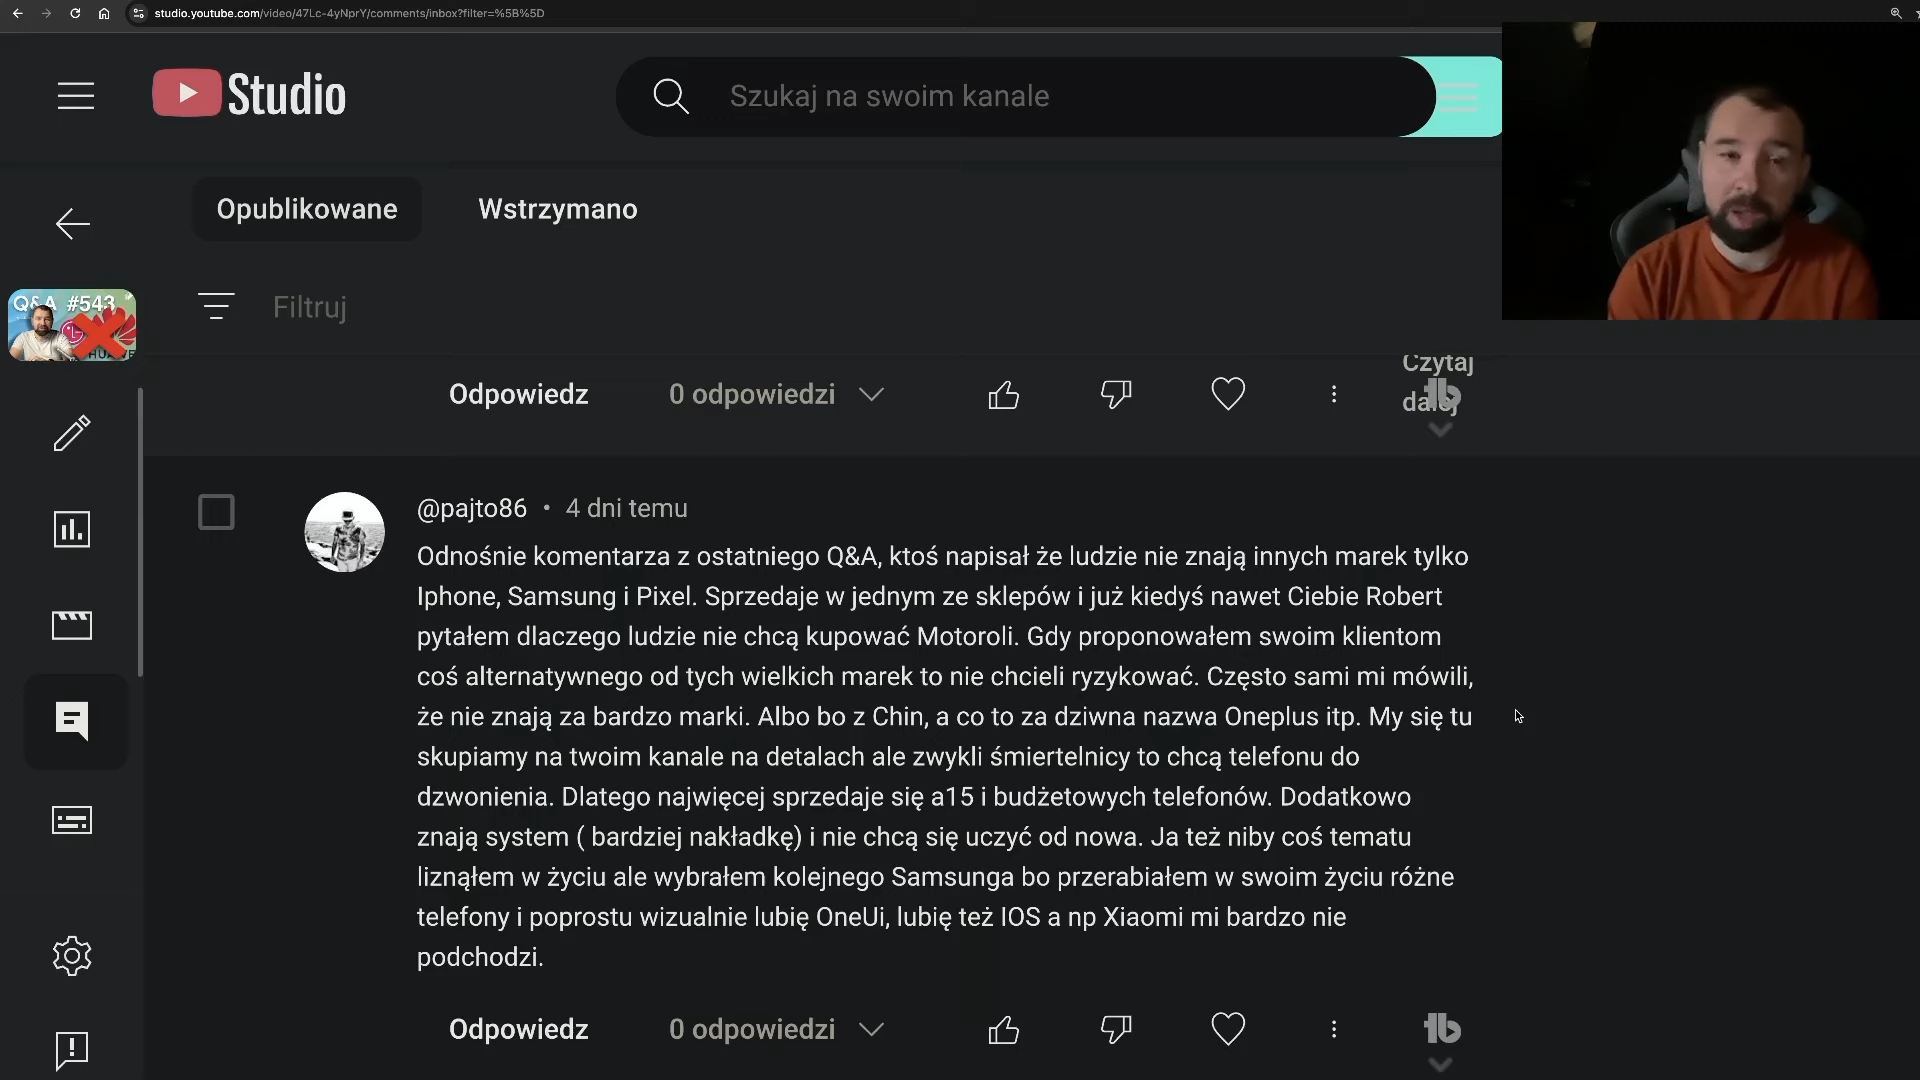 studio.youtube.com/video/47Lc-4yNprY/comments/inbox?filter=%5B%5D
Studio
Szukaj na swoim kanale
Opublikowane
Wstrzymano
Q&A #543
Filtruj
Czytaj
dalej
Odpowiedz
0 odpowiedzi
@pajto86 • 4 dni temu
Odnośnie komentarza z ostatniego Q&A, ktoś napisał że ludzie nie znają innych marek tylko
Iphone, Samsung i Pixel. Sprzedaje w jednym ze sklepów i już kiedyś nawet Ciebie Robert
pytałem dlaczego ludzie nie chcą kupować Motoroli. Gdy proponowałem swoim klientom
coś alternatywnego od tych wielkich marek to nie chcieli ryzykować. Często sami mi mówili,
że nie znają za bardzo marki. Albo bo z Chin, a co to za dziwna nazwa Oneplus itp. My się tu
skupiamy na twoim kanale na detalach ale zwykli śmiertelnicy to chcą telefonu do
dzwonienia. Dlatego najwięcej sprzedaje się a15 i budżetowych telefonów. Dodatkowo
znają system ( bardziej nakładkę) i nie chcą się uczyć od nowa. Ja też niby coś tematu
liznąłem w życiu ale wybrałem kolejnego Samsunga bo przerabiałem w swoim życiu różne
telefony i poprostu wizualnie lubię OneUi, lubię też IOS a np Xiaomi mi bardzo nie
podchodzi.
Odpowiedz
0 odpowiedzi